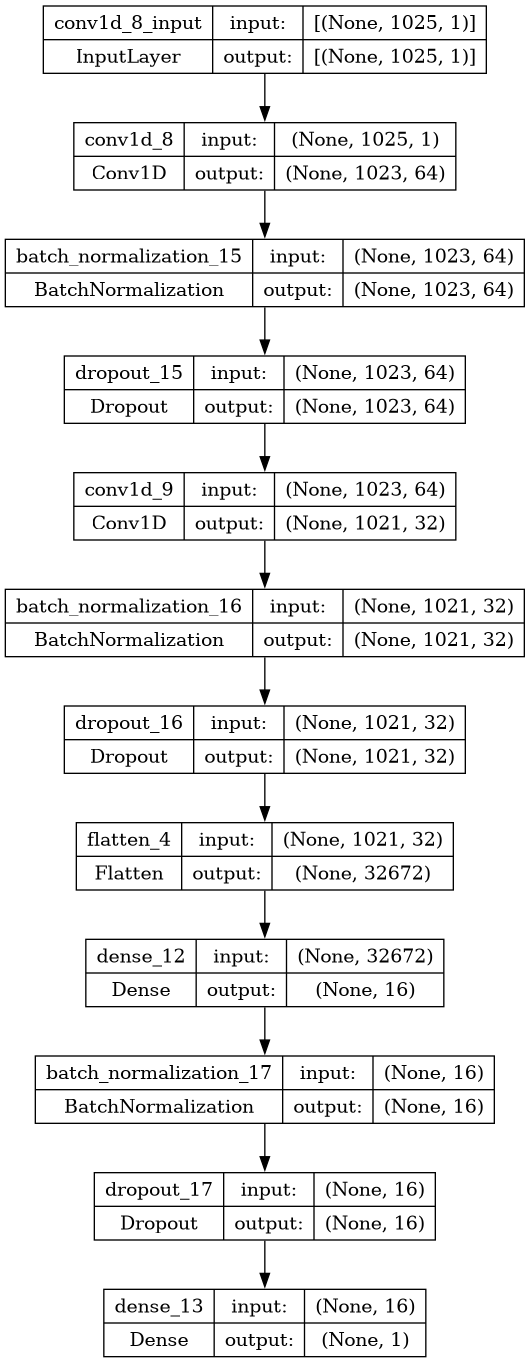 conv1d_8_input input: [(None, 1025, 1)]
InputLayer output: [(None, 1025, 1)]
conv1d_8 input: (None, 1025, 1)
Conv1D output: (None, 1023, 64)
batch_normalization_15 input: (None, 1023, 64)
BatchNormalization output: (None, 1023, 64)
dropout_15 input: (None, 1023, 64)
Dropout output: (None, 1023, 64)
conv1d_9 input: (None, 1023, 64)
Conv1D output: (None, 1021, 32)
batch_normalization_16 input: (None, 1021, 32)
BatchNormalization output: (None, 1021, 32)
dropout_16 input: (None, 1021, 32)
Dropout output: (None, 1021, 32)
flatten_4 input: (None, 1021, 32)
Flatten output: (None, 32672)
dense_12 input: (None, 32672)
Dense output: (None, 16)
batch_normalization_17 input: (None, 16)
BatchNormalization output: (None, 16)
dropout_17 input: (None, 16)
Dropout output: (None, 16)
dense_13 input: (None, 16)
Dense output: (None, 1)